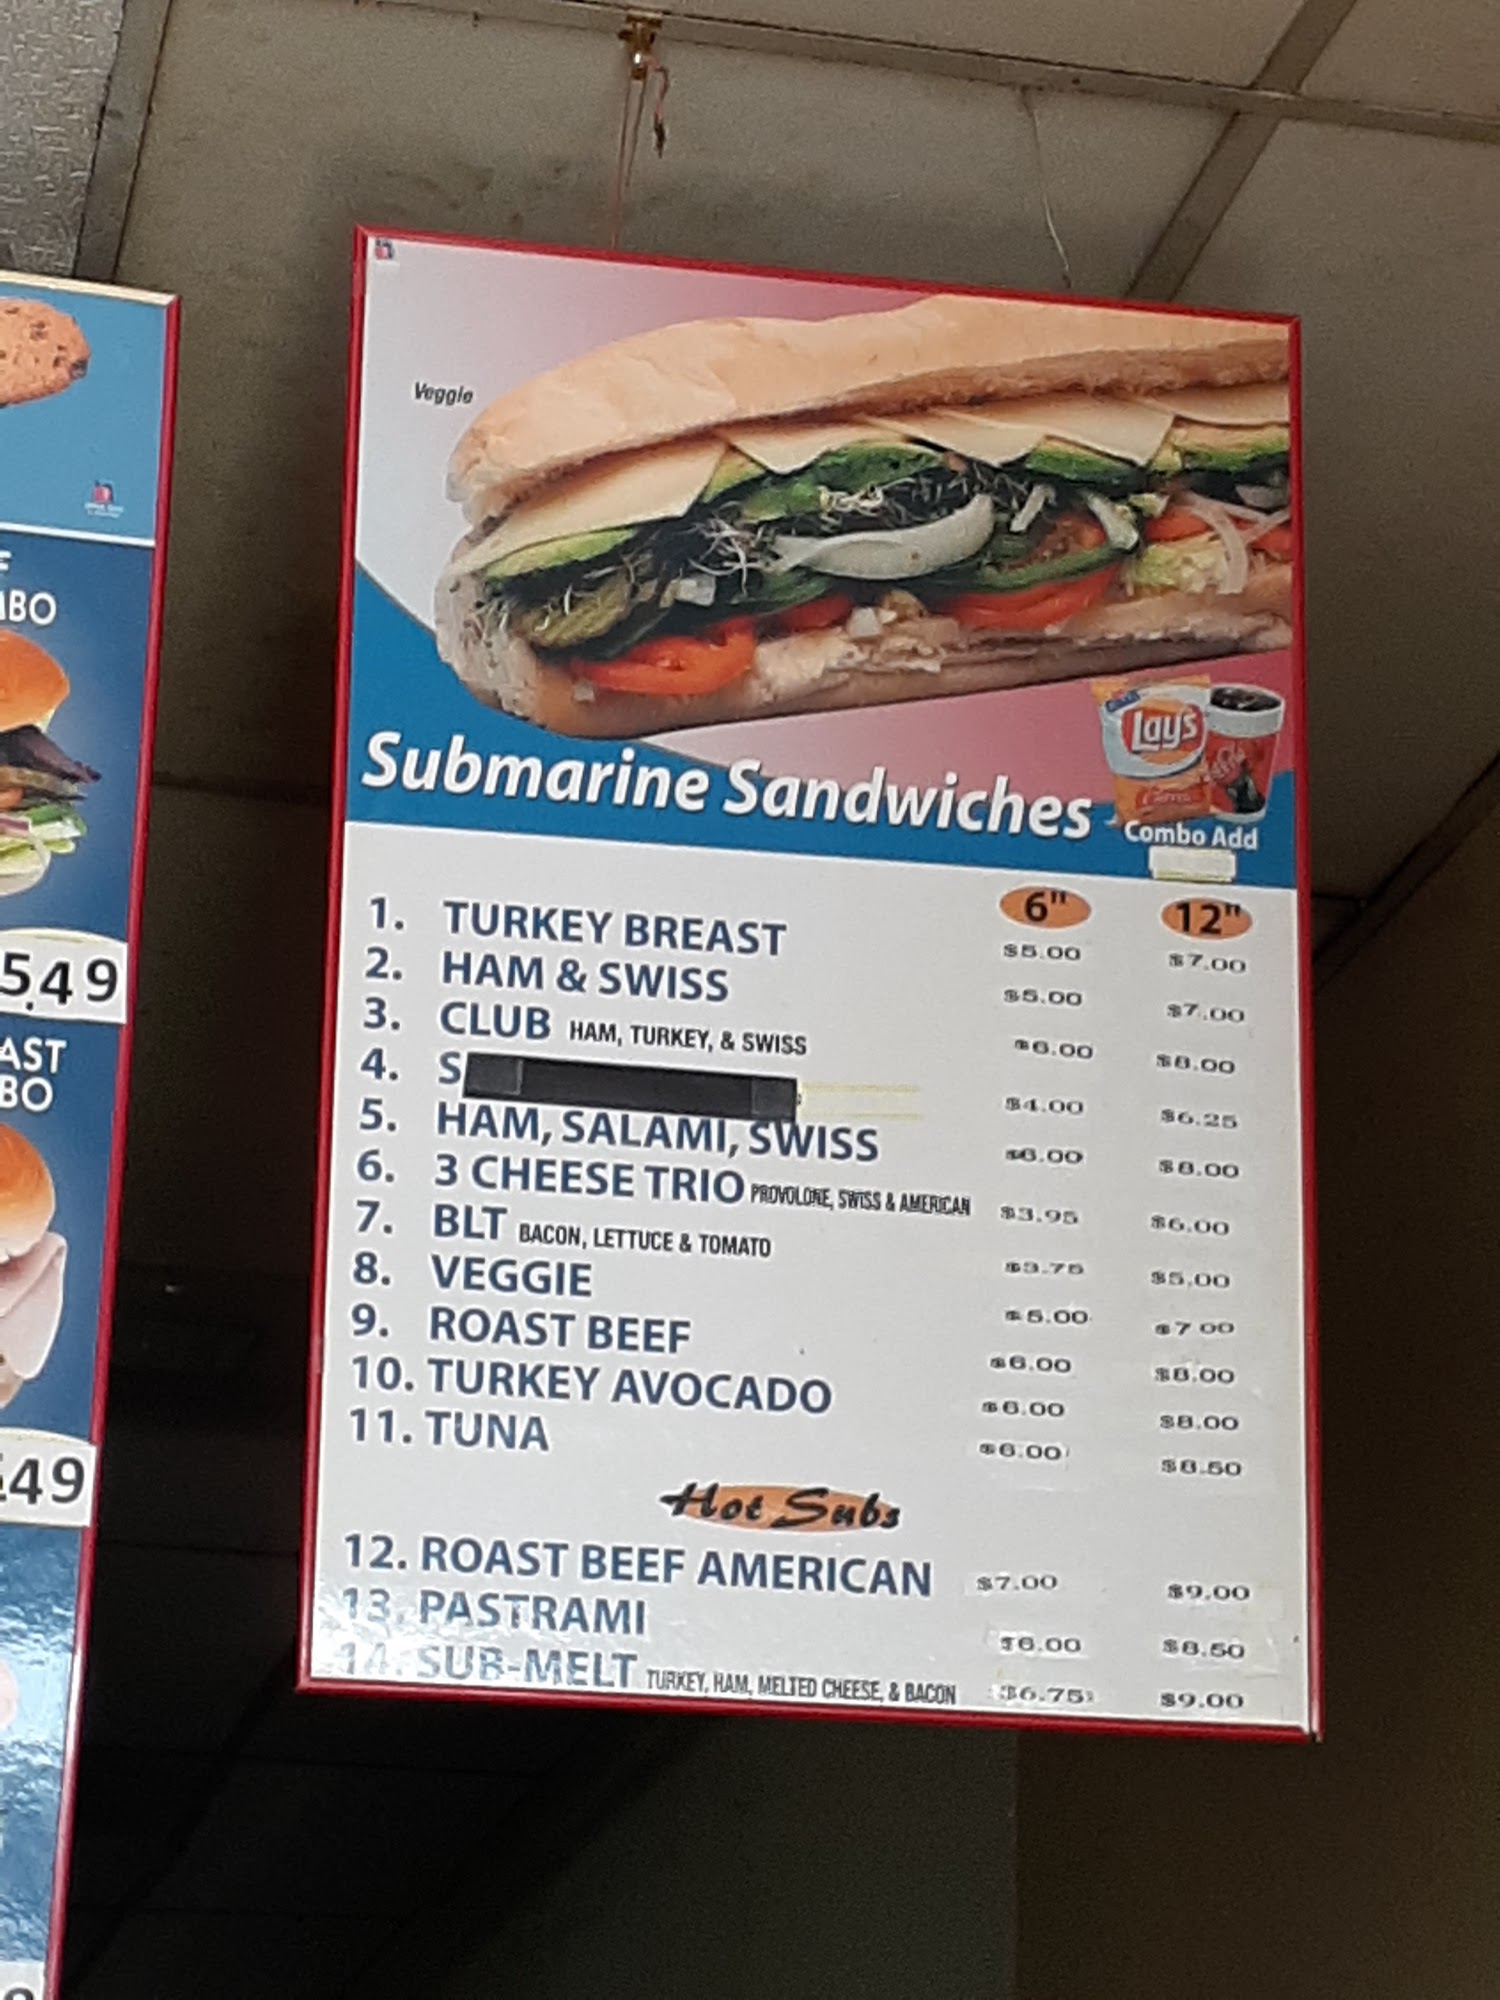 MBO
5.49
AST
BO
.49
Veggie
Lay's
Submarine Sandwiches
Combo Add
6" 12"
1. TURKEY BREAST $5.00 $7.00
2. HAM & SWISS $5.00 $7.00
3. CLUB HAM, TURKEY, & SWISS $6.00 $8.00
4. S $4.00 $6.25
5. HAM, SALAMI, SWISS $6.00 $8.00
6. 3 CHEESE TRIO PROVOLONE, SWISS & AMERICAN $3.95 $6.00
7. BLT BACON, LETTUCE & TOMATO $3.75 $5.00
8. VEGGIE $5.00 $7.00
9. ROAST BEEF $6.00 $8.00
10. TURKEY AVOCADO $6.00 $8.00
11. TUNA $6.00 $8.50
Hot Subs
12. ROAST BEEF AMERICAN $7.00 $9.00
13. PASTRAMI $6.00 $8.50
14. SUB-MELT TURKEY, HAM, MELTED CHEESE, & BACON $6.75 $9.00